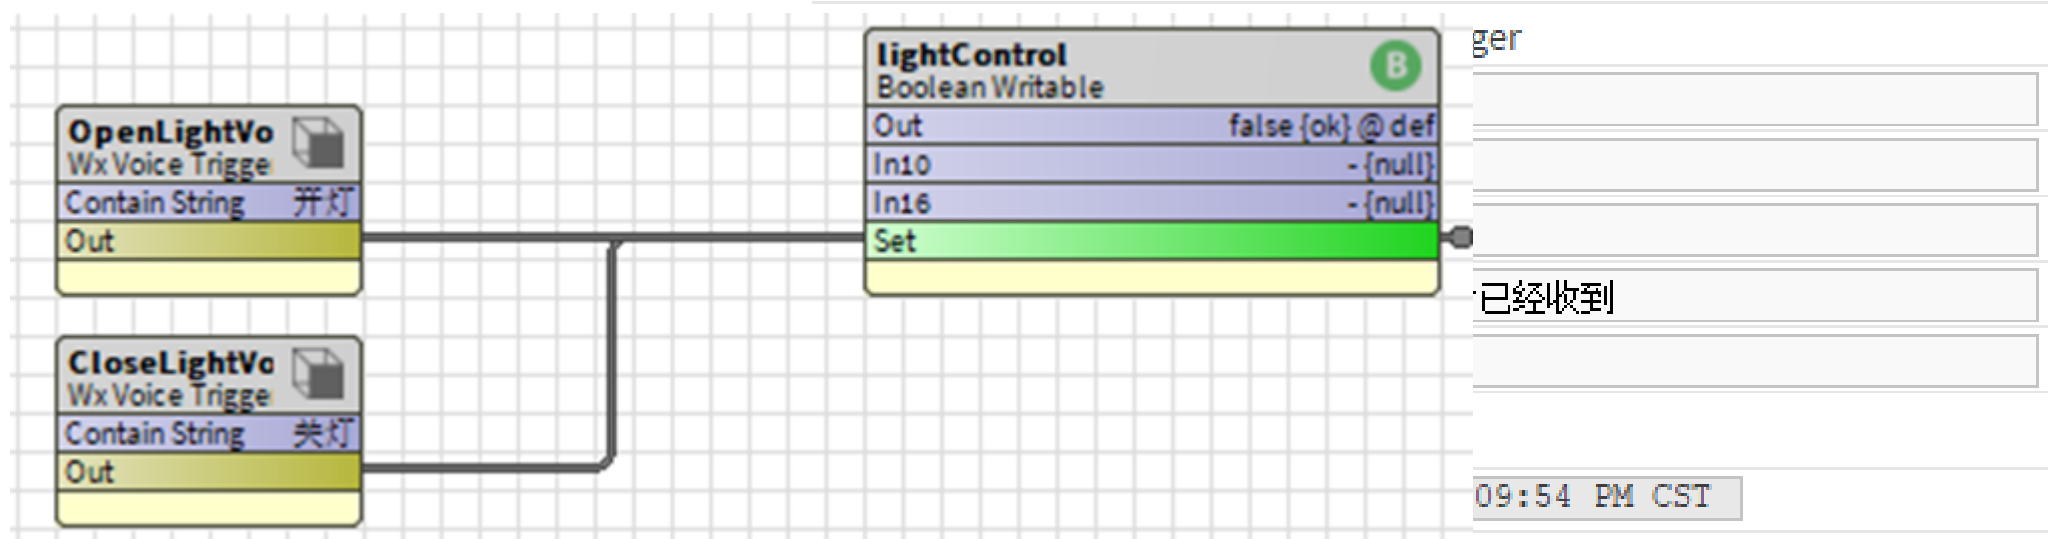 OpenLightVo
Wx Voice Trigge
Contain String 开灯
Out
CloseLightVo
Wx Voice Trigge
Contain String 关灯
Out
lightControl
B
Boolean Writable
Out false {ok} @ def
In10 - {null}
In16 - {null}
Set
ger
已经收到
09:54 PM CST